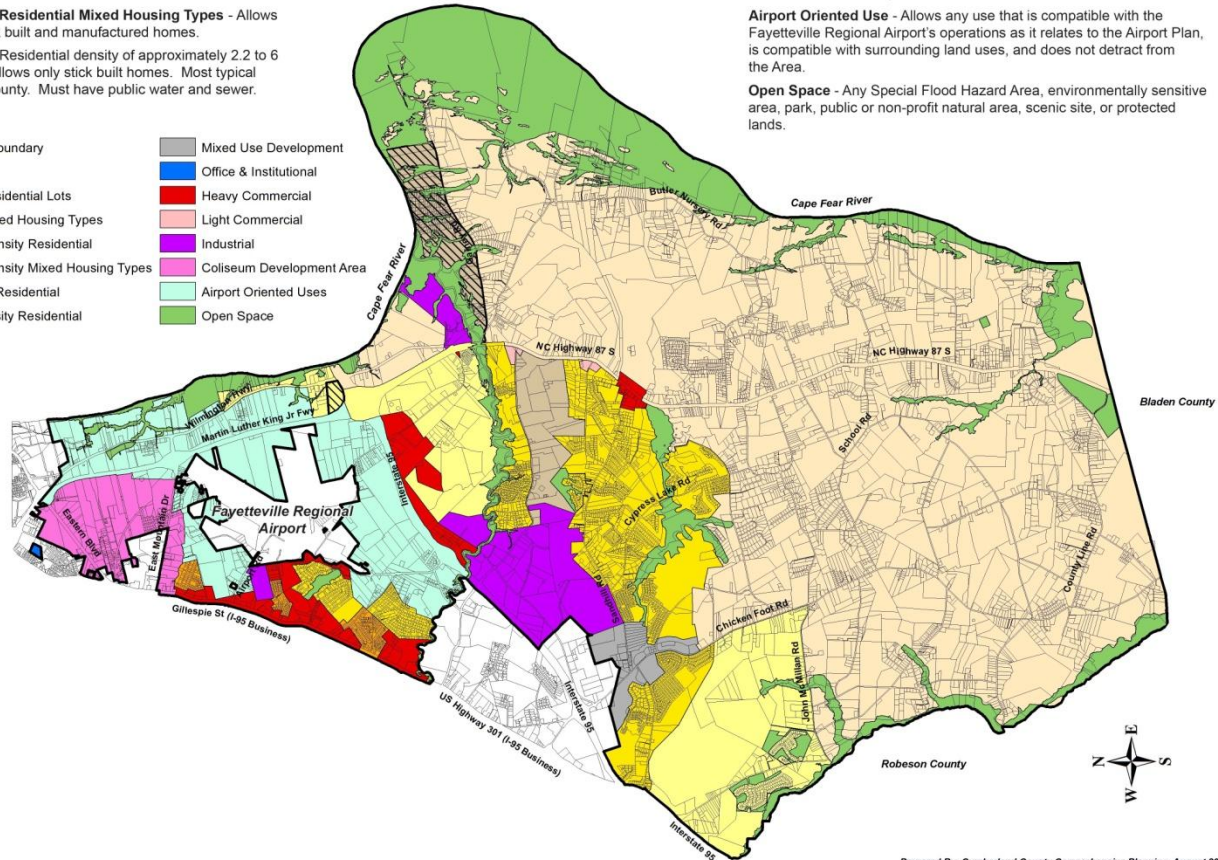 Residential Mixed Housing Types - Allows
built and manufactured homes.
Residential density of approximately 2.2 to 6
llows only stick built homes. Most typical
unty. Must have public water and sewer.
Airport Oriented Use - Allows any use that is compatible with the
Fayetteville Regional Airport's operations as it relates to the Airport Plan,
is compatible with surrounding land uses, and does not detract from
the Area.
Open Space - Any Special Flood Hazard Area, environmentally sensitive
area, park, public or non-profit natural area, scenic site, or protected
lands.
oundary
sidential Lots
ed Housing Types
nsity Residential
nsity Mixed Housing Types
Residential
sity Residential
Mixed Use Development
Office & Institutional
Heavy Commercial
Light Commercial
Industrial
Coliseum Development Area
Airport Oriented Uses
Open Space
Butler Nursery Rd
Cape Fear River
Cape Fear River
NC Highway 87 S
NC Highway 87 S
Wilmington Hwy
Martin Luther King Jr Fwy
School Rd
Bladen County
Interstate 95
Cypress Lake Rd
Fayetteville Regional
Airport
Eastern Blvd
East Mountain Dr
Airport Rd
County Line Rd
Sandhill Rd
Chicken Foot Rd
Gillespie St (I-95 Business)
John McMillan Rd
US Highway 301 (I-95 Business)
Interstate 95
Robeson County
N
E
S
W
Interstate 95